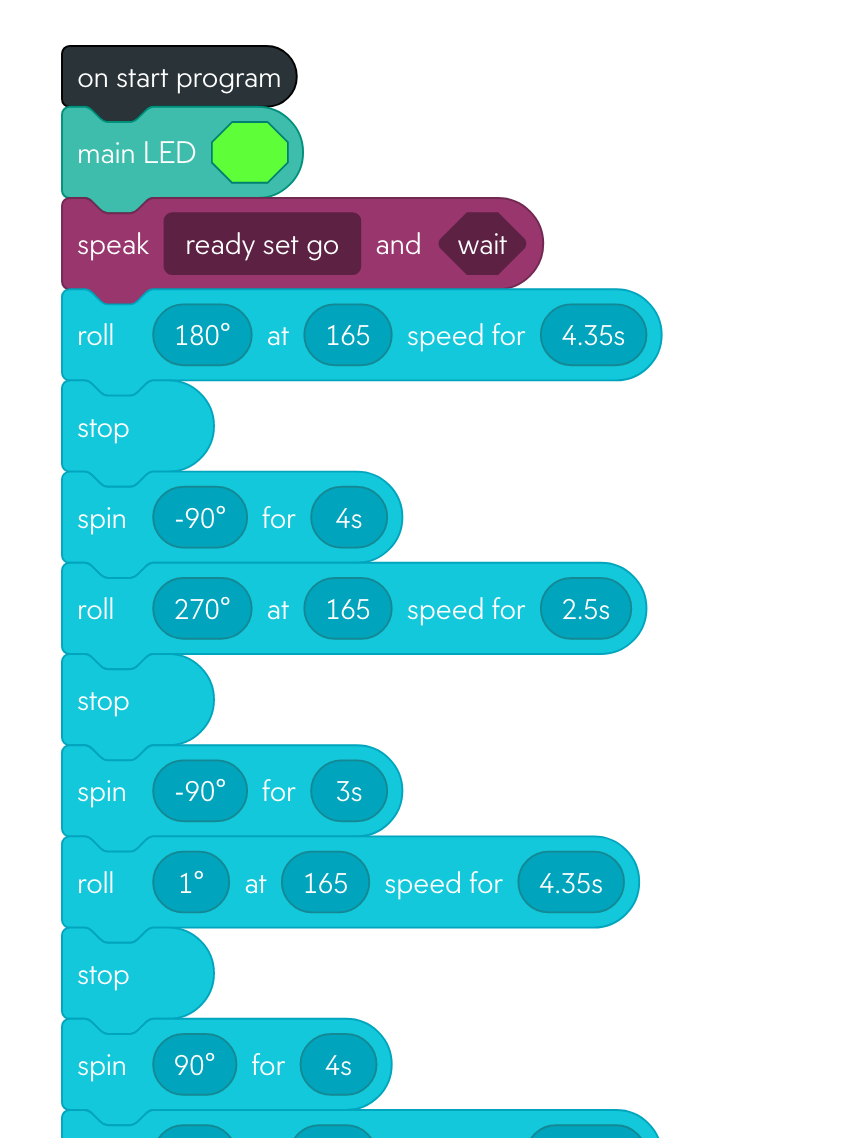 on start program
main LED
speak ready set go and wait
roll 180° at 165 speed for 4.35s
stop
spin -90° for 4s
roll 270° at 165 speed for 2.5s
stop
spin -90° for 3s
roll 1° at 165 speed for 4.35s
stop
spin 90° for 4s